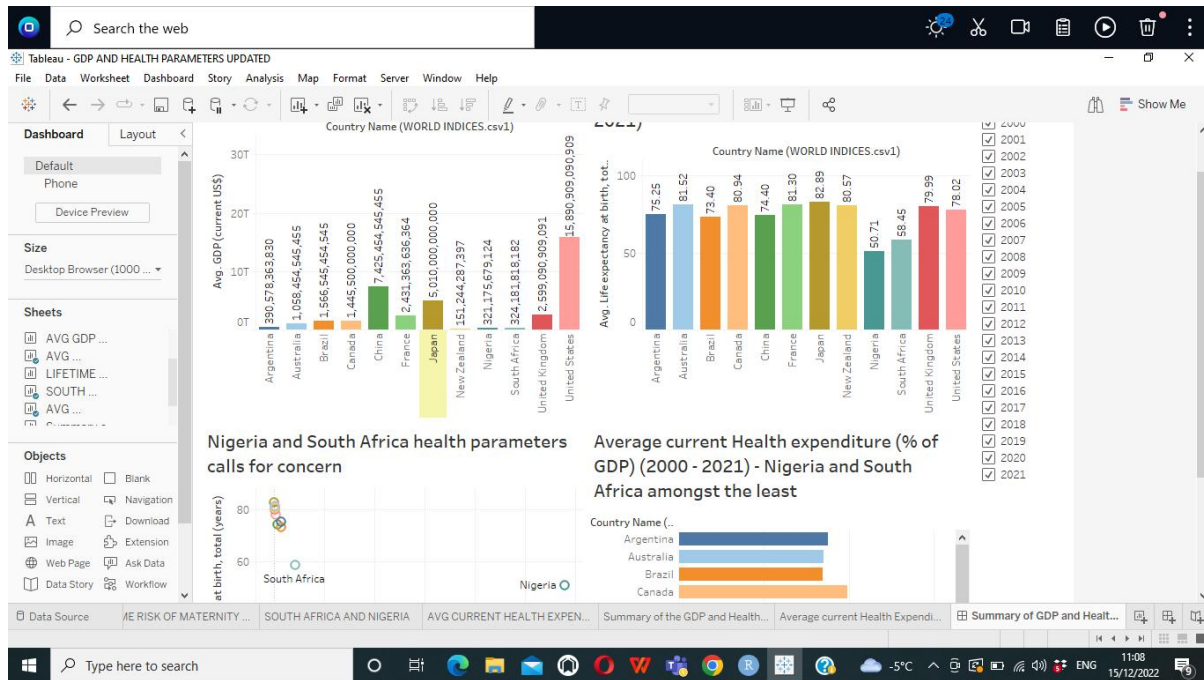 Search the web
24
Tableau - GDP AND HEALTH PARAMETERS UPDATED
File Data Worksheet Dashboard Story Analysis Map Format Server Window Help
Show Me
Dashboard Layout
Default
Phone
Device Preview
Size
Desktop Browser (1000 ...
Sheets
AVG GDP ...
AVG ...
LIFETIME ...
SOUTH ...
AVG ...
Objects
Horizontal Blank
Vertical Navigation
Text Download
Image Extension
Web Page Ask Data
Data Story Workflow
Country Name (WORLD INDICES.csv1)
Avg. GDP (current US$)
30T
20T
10T
0T
390,578,363,830
1,058,454,545,455
1,566,545,454,545
1,445,500,000,000
7,425,454,545,455
2,431,363,636,364
5,010,000,000,000
151,244,287,397
321,175,679,124
324,181,818,182
2,599,090,909,091
15,890,909,090,909
Argentina
Australia
Brazil
Canada
China
France
Japan
New Zealand
Nigeria
South Africa
United Kingdom
United States
2021)
Country Name (WORLD INDICES.csv1)
Avg. Life expectancy at birth, tot..
100
50
0
75.25
81.52
73.40
80.94
74.40
81.30
82.89
80.57
50.71
58.45
79.99
78.02
Argentina
Australia
Brazil
Canada
China
France
Japan
New Zealand
Nigeria
South Africa
United Kingdom
United States
2000
2001
2002
2003
2004
2005
2006
2007
2008
2009
2010
2011
2012
2013
2014
2015
2016
2017
2018
2019
2020
2021
Nigeria and South Africa health parameters
calls for concern
at birth, total (years)
80
60
South Africa
Nigeria
Average current Health expenditure (% of
GDP) (2000 - 2021) - Nigeria and South
Africa amongst the least
Country Name (..
Argentina
Australia
Brazil
Canada
Data Source
ME RISK OF MATERNITY ...
SOUTH AFRICA AND NIGERIA
AVG CURRENT HEALTH EXPEN...
Summary of the GDP and Health...
Average current Health Expendi...
Summary of GDP and Healt...
Type here to search
-5°C
ENG
11:08
15/12/2022
9